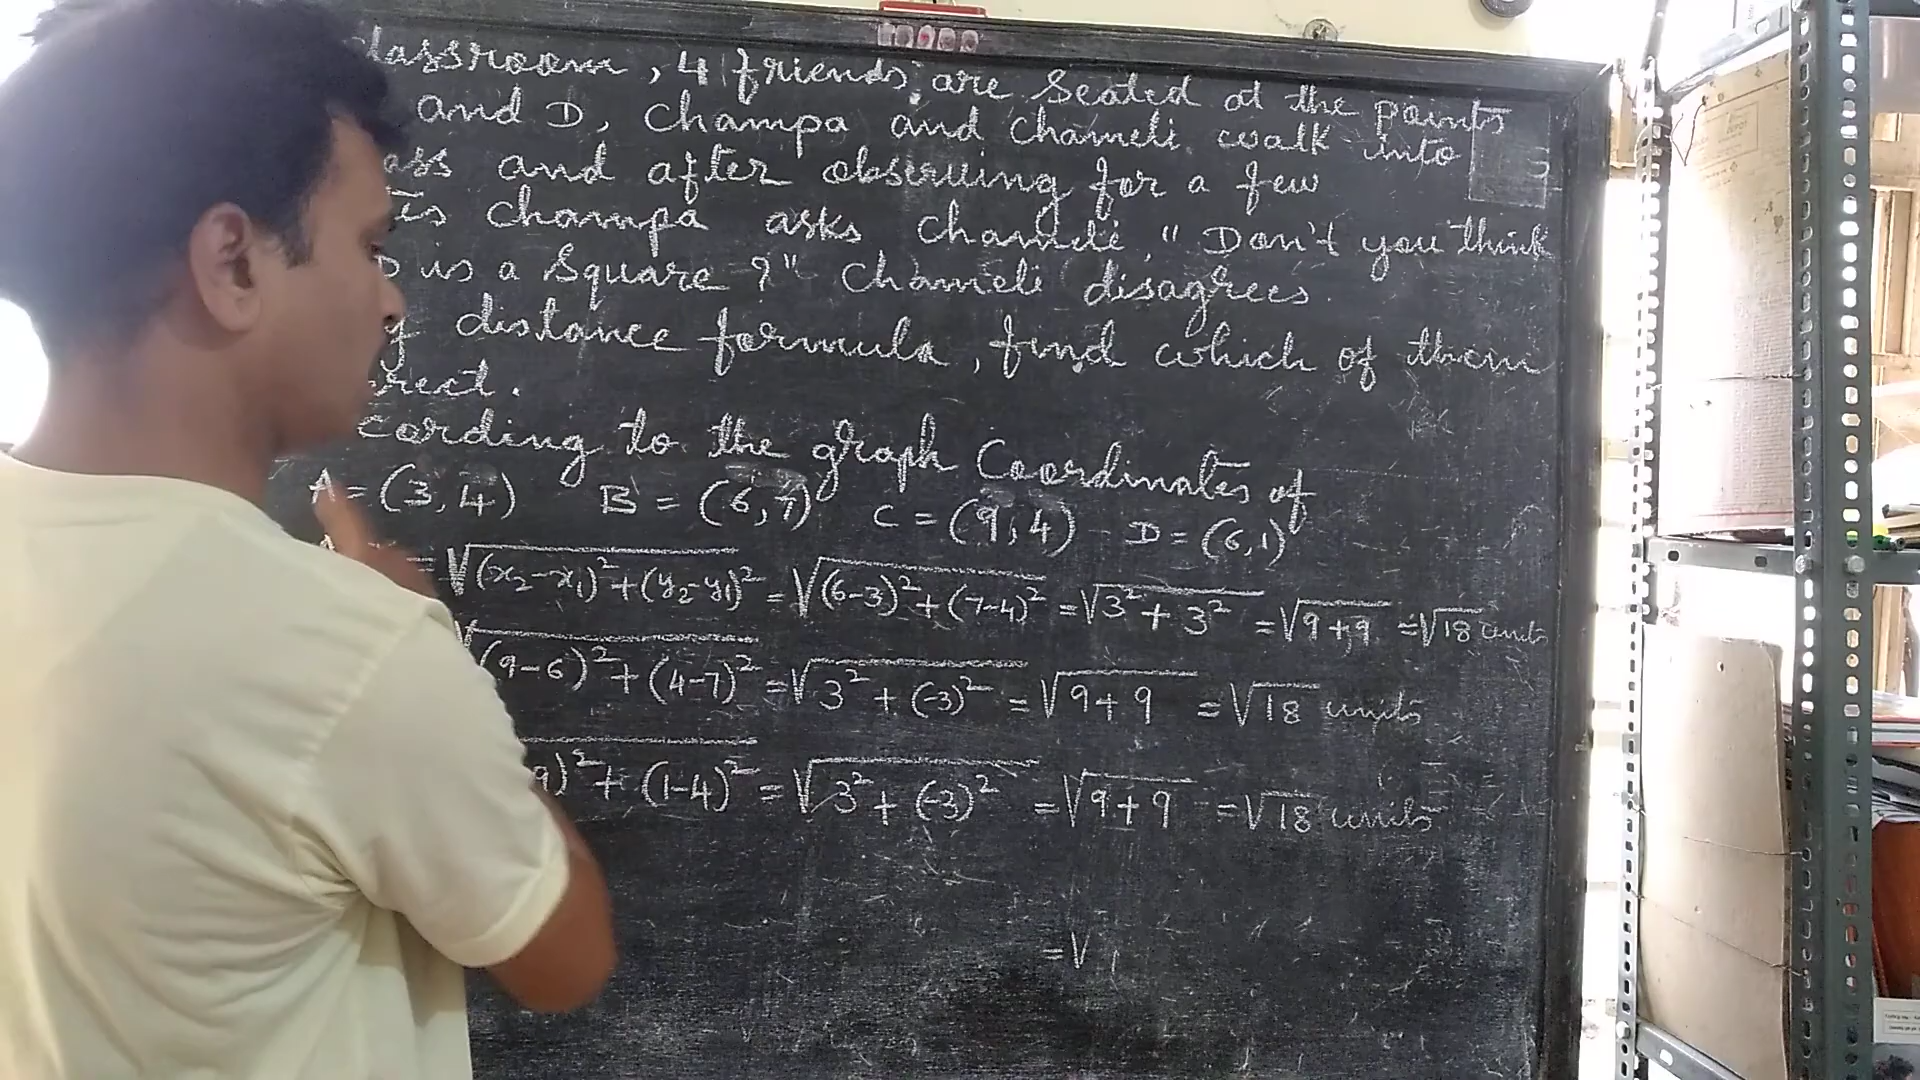 classroom, 4 friends are seated at the points
and D, Champa and Chameli walk into
ass and after observing for a few
Champa asks Chameli, "Don't you think
is a square?" Chameli disagrees.
distance formula, find which of them
rect.
cording to the graph Coordinates of
A = (3,4) B = (6,7) C = (9,4) D = (6,1)
= √(x₂-x₁)²+(y₂-y₁)² = √(6-3)²+(7-4)² = √3²+3² = √9+9 = √18 units
√(9-6)²+(4-7)² = √3²+(-3)² = √9+9 = √18 units
9)²+(1-4)² = √3²+(-3)² = √9+9 = √18 units
= √